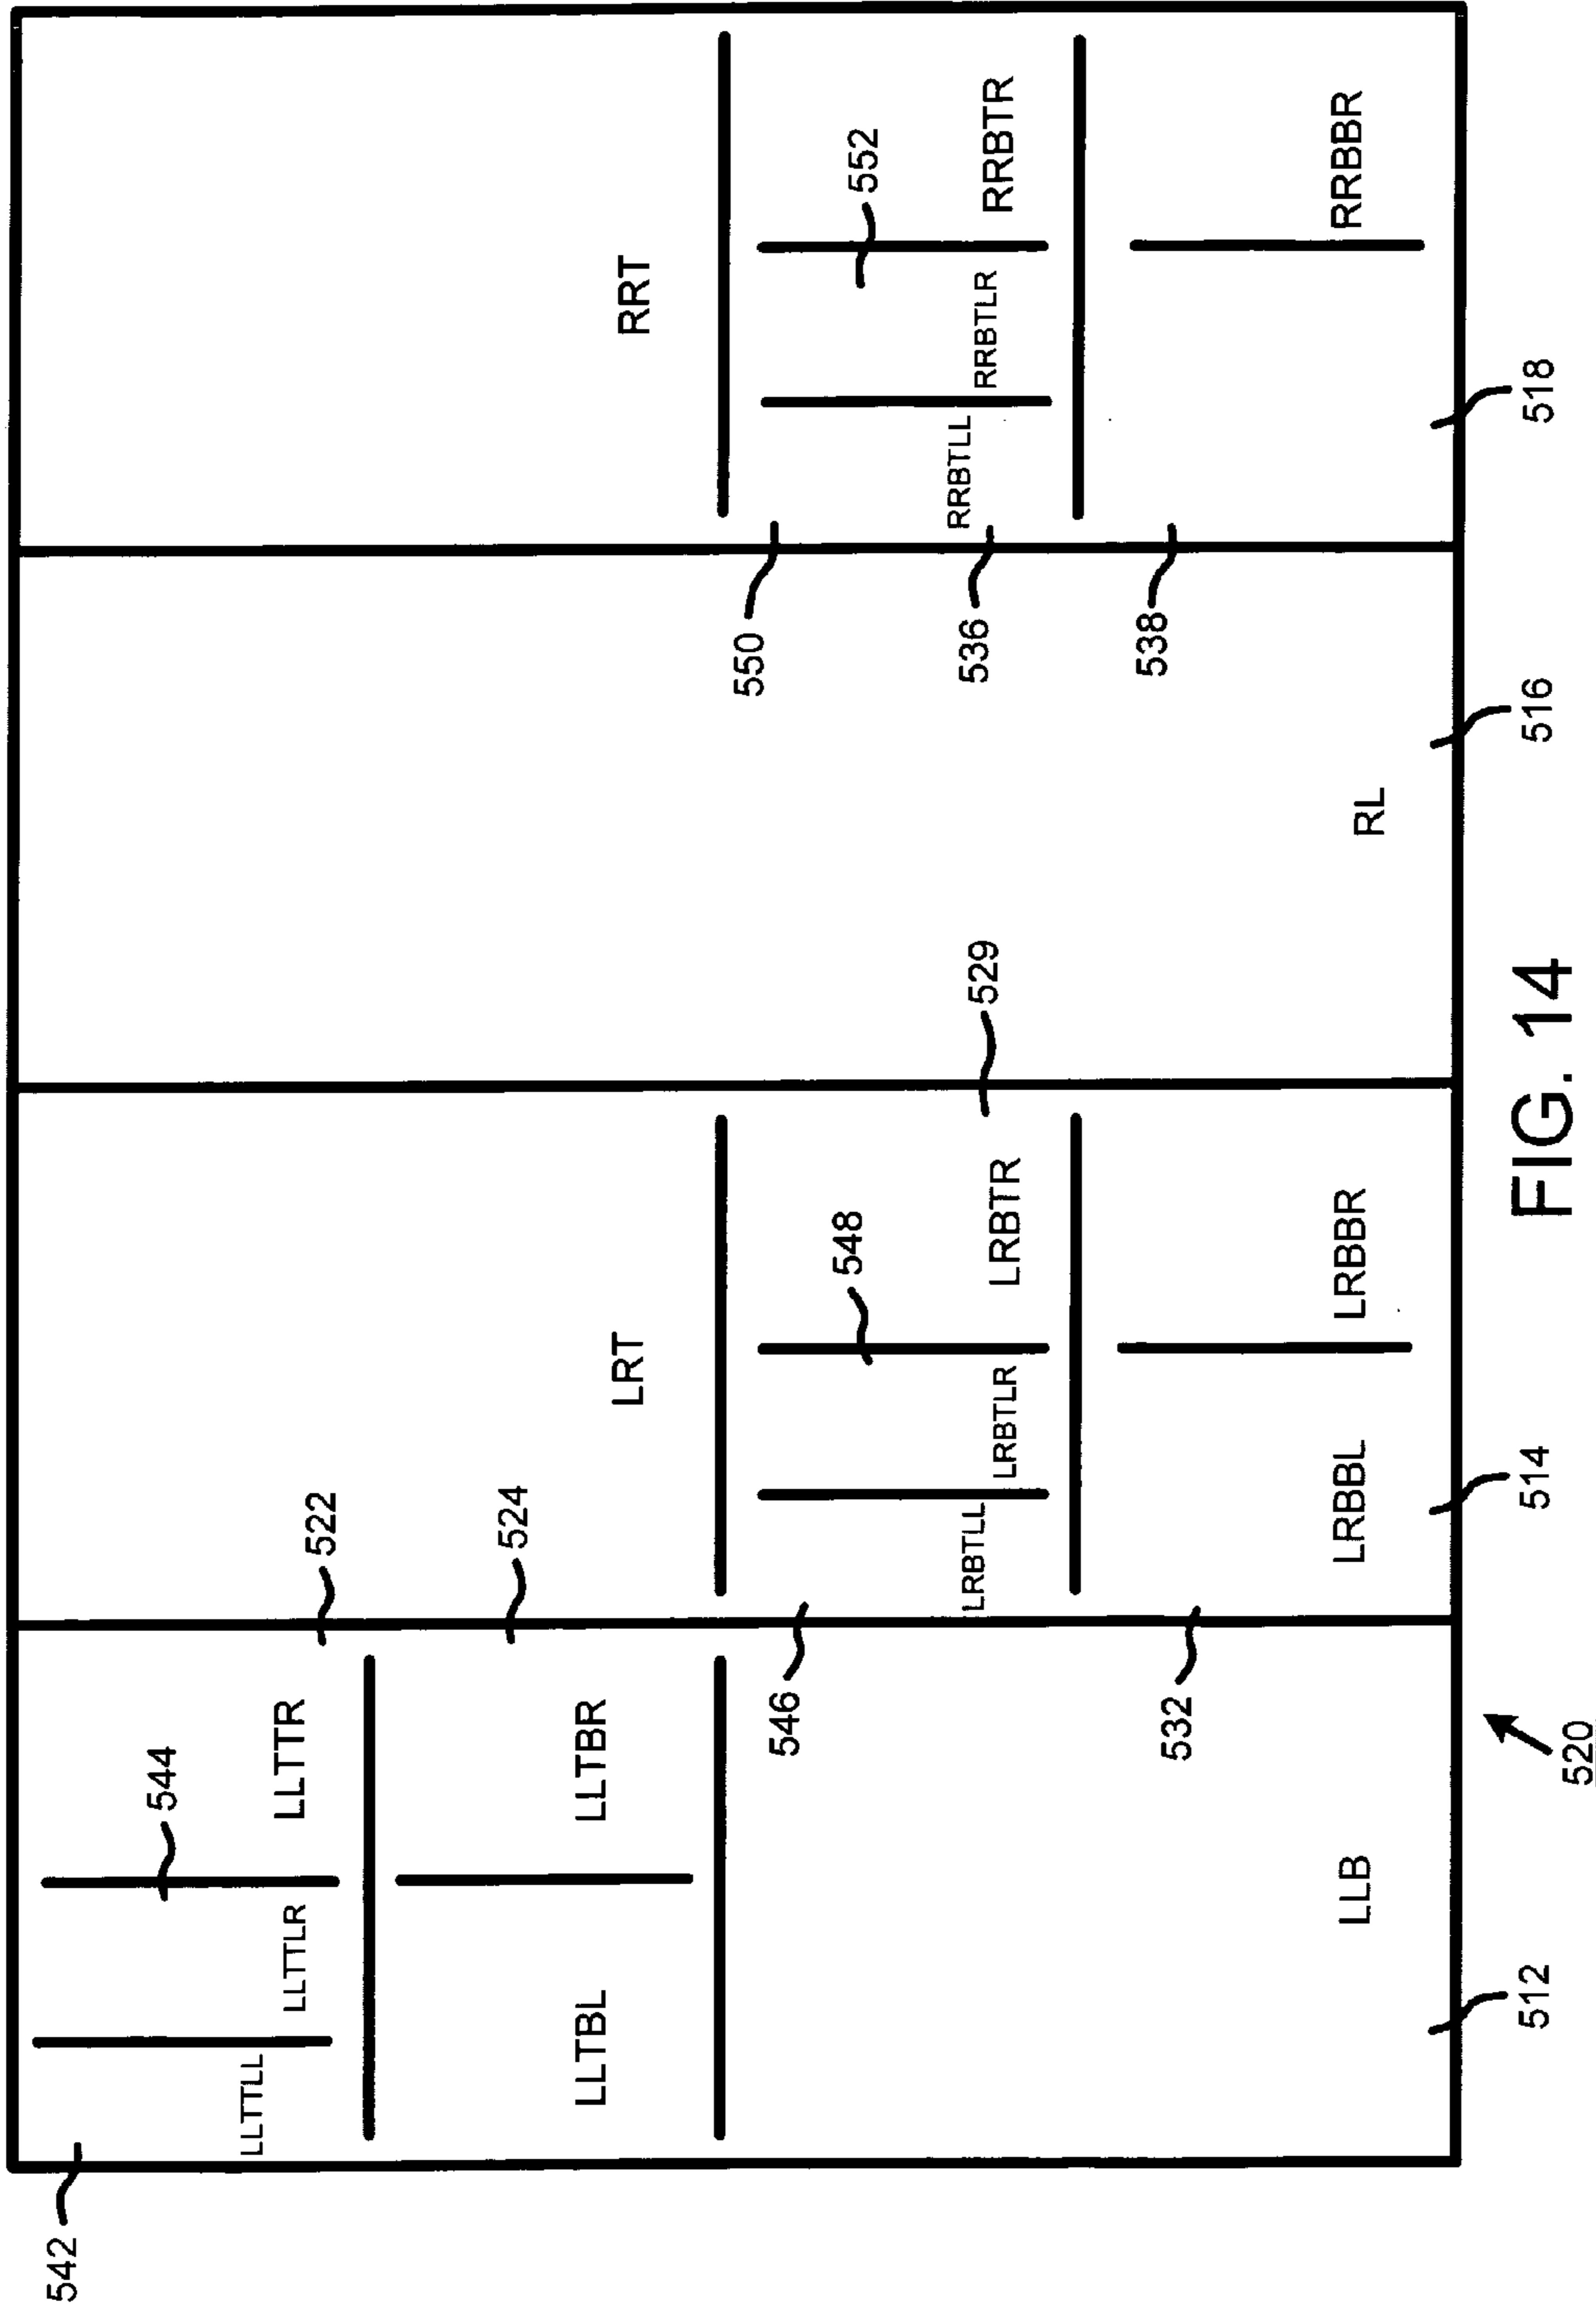 542
544
522
LLTTLL
LLTTLR
LLTTR
524
LLTBL
LLTBR
LRT
RRT
546
548
550
552
LRBTLL
LRBTLR
LRBTR
529
536
RRBTLL
RRBTLR
RRBTR
532
538
LLB
LRBBL
LRBBR
RL
RRBBR
512
520
514
516
518
FIG. 14